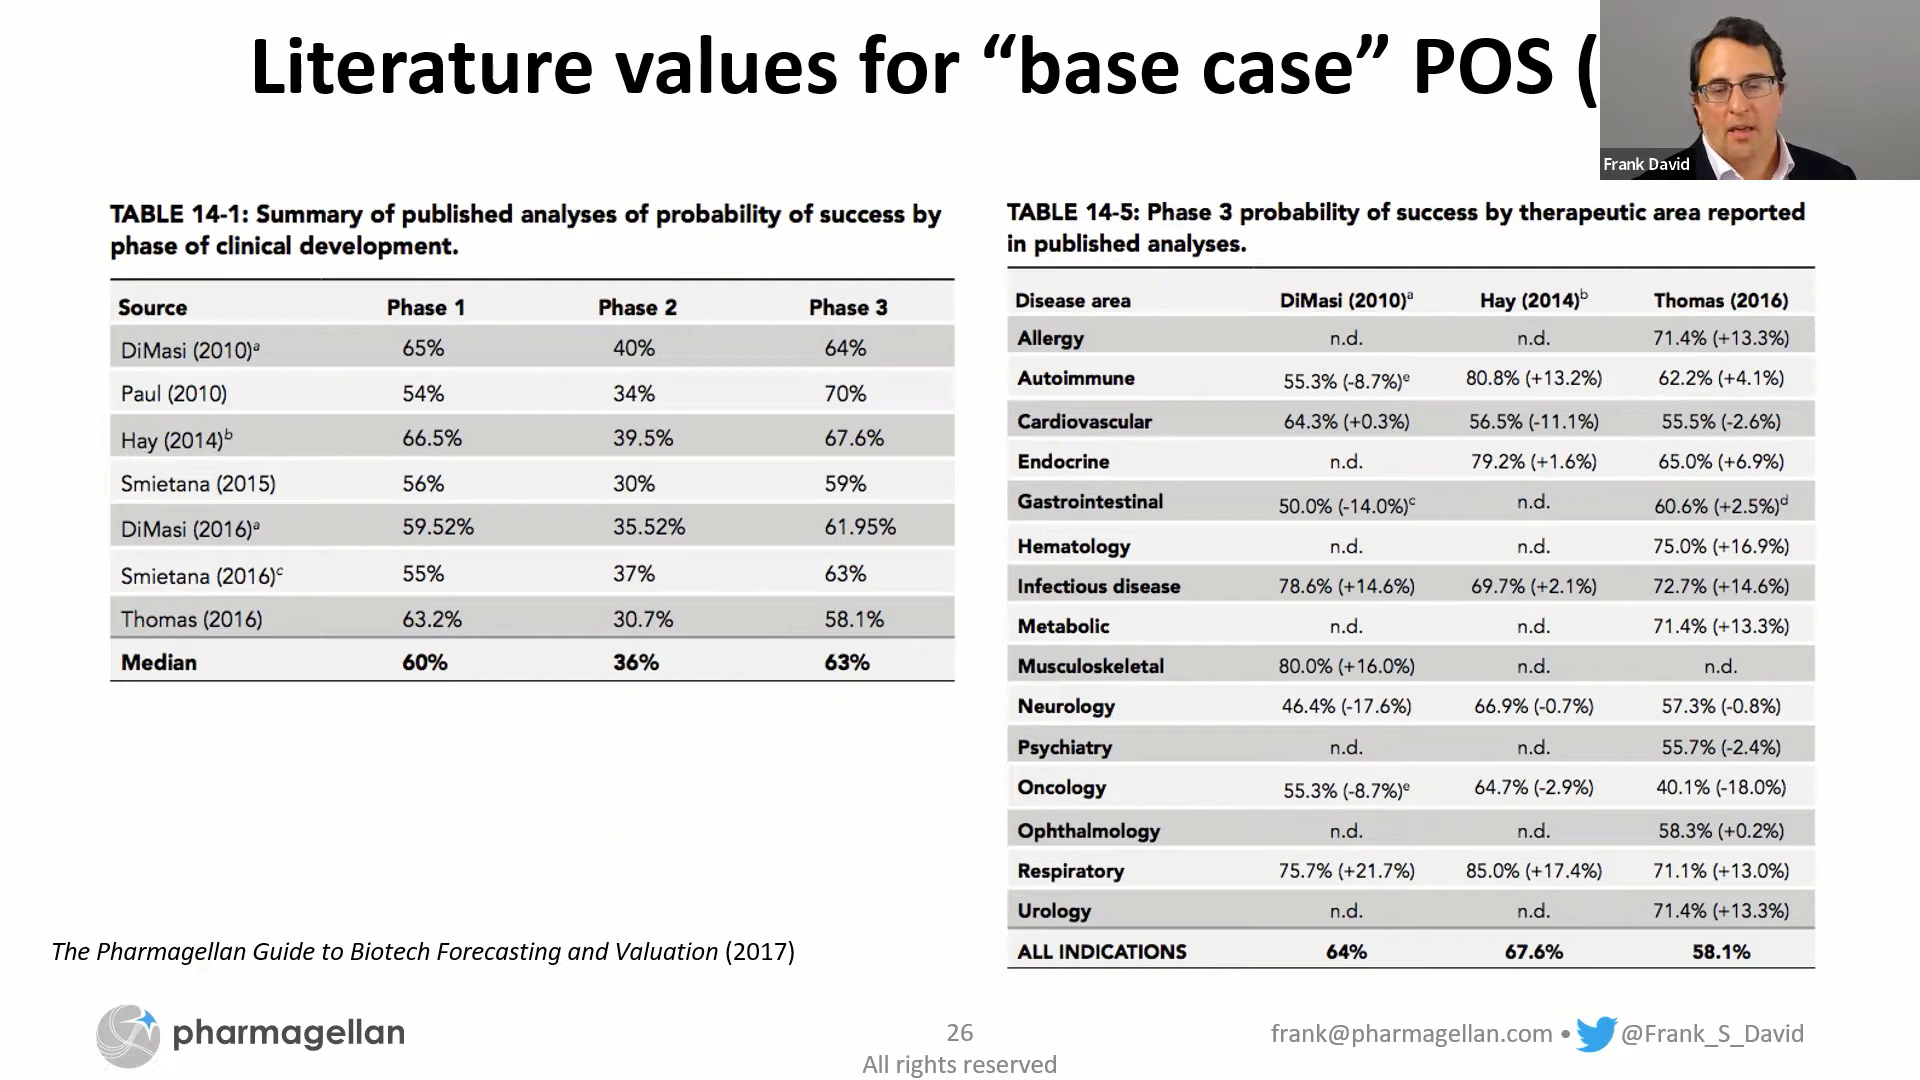 Literature values for “base case” POS (
Frank David
TABLE 14-1: Summary of published analyses of probability of success by
phase of clinical development.
Source Phase 1 Phase 2 Phase 3
DiMasi (2010)ᵃ 65% 40% 64%
Paul (2010) 54% 34% 70%
Hay (2014)ᵇ 66.5% 39.5% 67.6%
Smietana (2015) 56% 30% 59%
DiMasi (2016)ᵃ 59.52% 35.52% 61.95%
Smietana (2016)ᶜ 55% 37% 63%
Thomas (2016) 63.2% 30.7% 58.1%
Median 60% 36% 63%
TABLE 14-5: Phase 3 probability of success by therapeutic area reported
in published analyses.
Disease area DiMasi (2010)ᵃ Hay (2014)ᵇ Thomas (2016)
Allergy n.d. n.d. 71.4% (+13.3%)
Autoimmune 55.3% (-8.7%)ᵉ 80.8% (+13.2%) 62.2% (+4.1%)
Cardiovascular 64.3% (+0.3%) 56.5% (-11.1%) 55.5% (-2.6%)
Endocrine n.d. 79.2% (+1.6%) 65.0% (+6.9%)
Gastrointestinal 50.0% (-14.0%)ᶜ n.d. 60.6% (+2.5%)ᵈ
Hematology n.d. n.d. 75.0% (+16.9%)
Infectious disease 78.6% (+14.6%) 69.7% (+2.1%) 72.7% (+14.6%)
Metabolic n.d. n.d. 71.4% (+13.3%)
Musculoskeletal 80.0% (+16.0%) n.d. n.d.
Neurology 46.4% (-17.6%) 66.9% (-0.7%) 57.3% (-0.8%)
Psychiatry n.d. n.d. 55.7% (-2.4%)
Oncology 55.3% (-8.7%)ᵉ 64.7% (-2.9%) 40.1% (-18.0%)
Ophthalmology n.d. n.d. 58.3% (+0.2%)
Respiratory 75.7% (+21.7%) 85.0% (+17.4%) 71.1% (+13.0%)
Urology n.d. n.d. 71.4% (+13.3%)
ALL INDICATIONS 64% 67.6% 58.1%
The Pharmagellan Guide to Biotech Forecasting and Valuation (2017)
pharmagellan
26
All rights reserved
frank@pharmagellan.com • @Frank_S_David